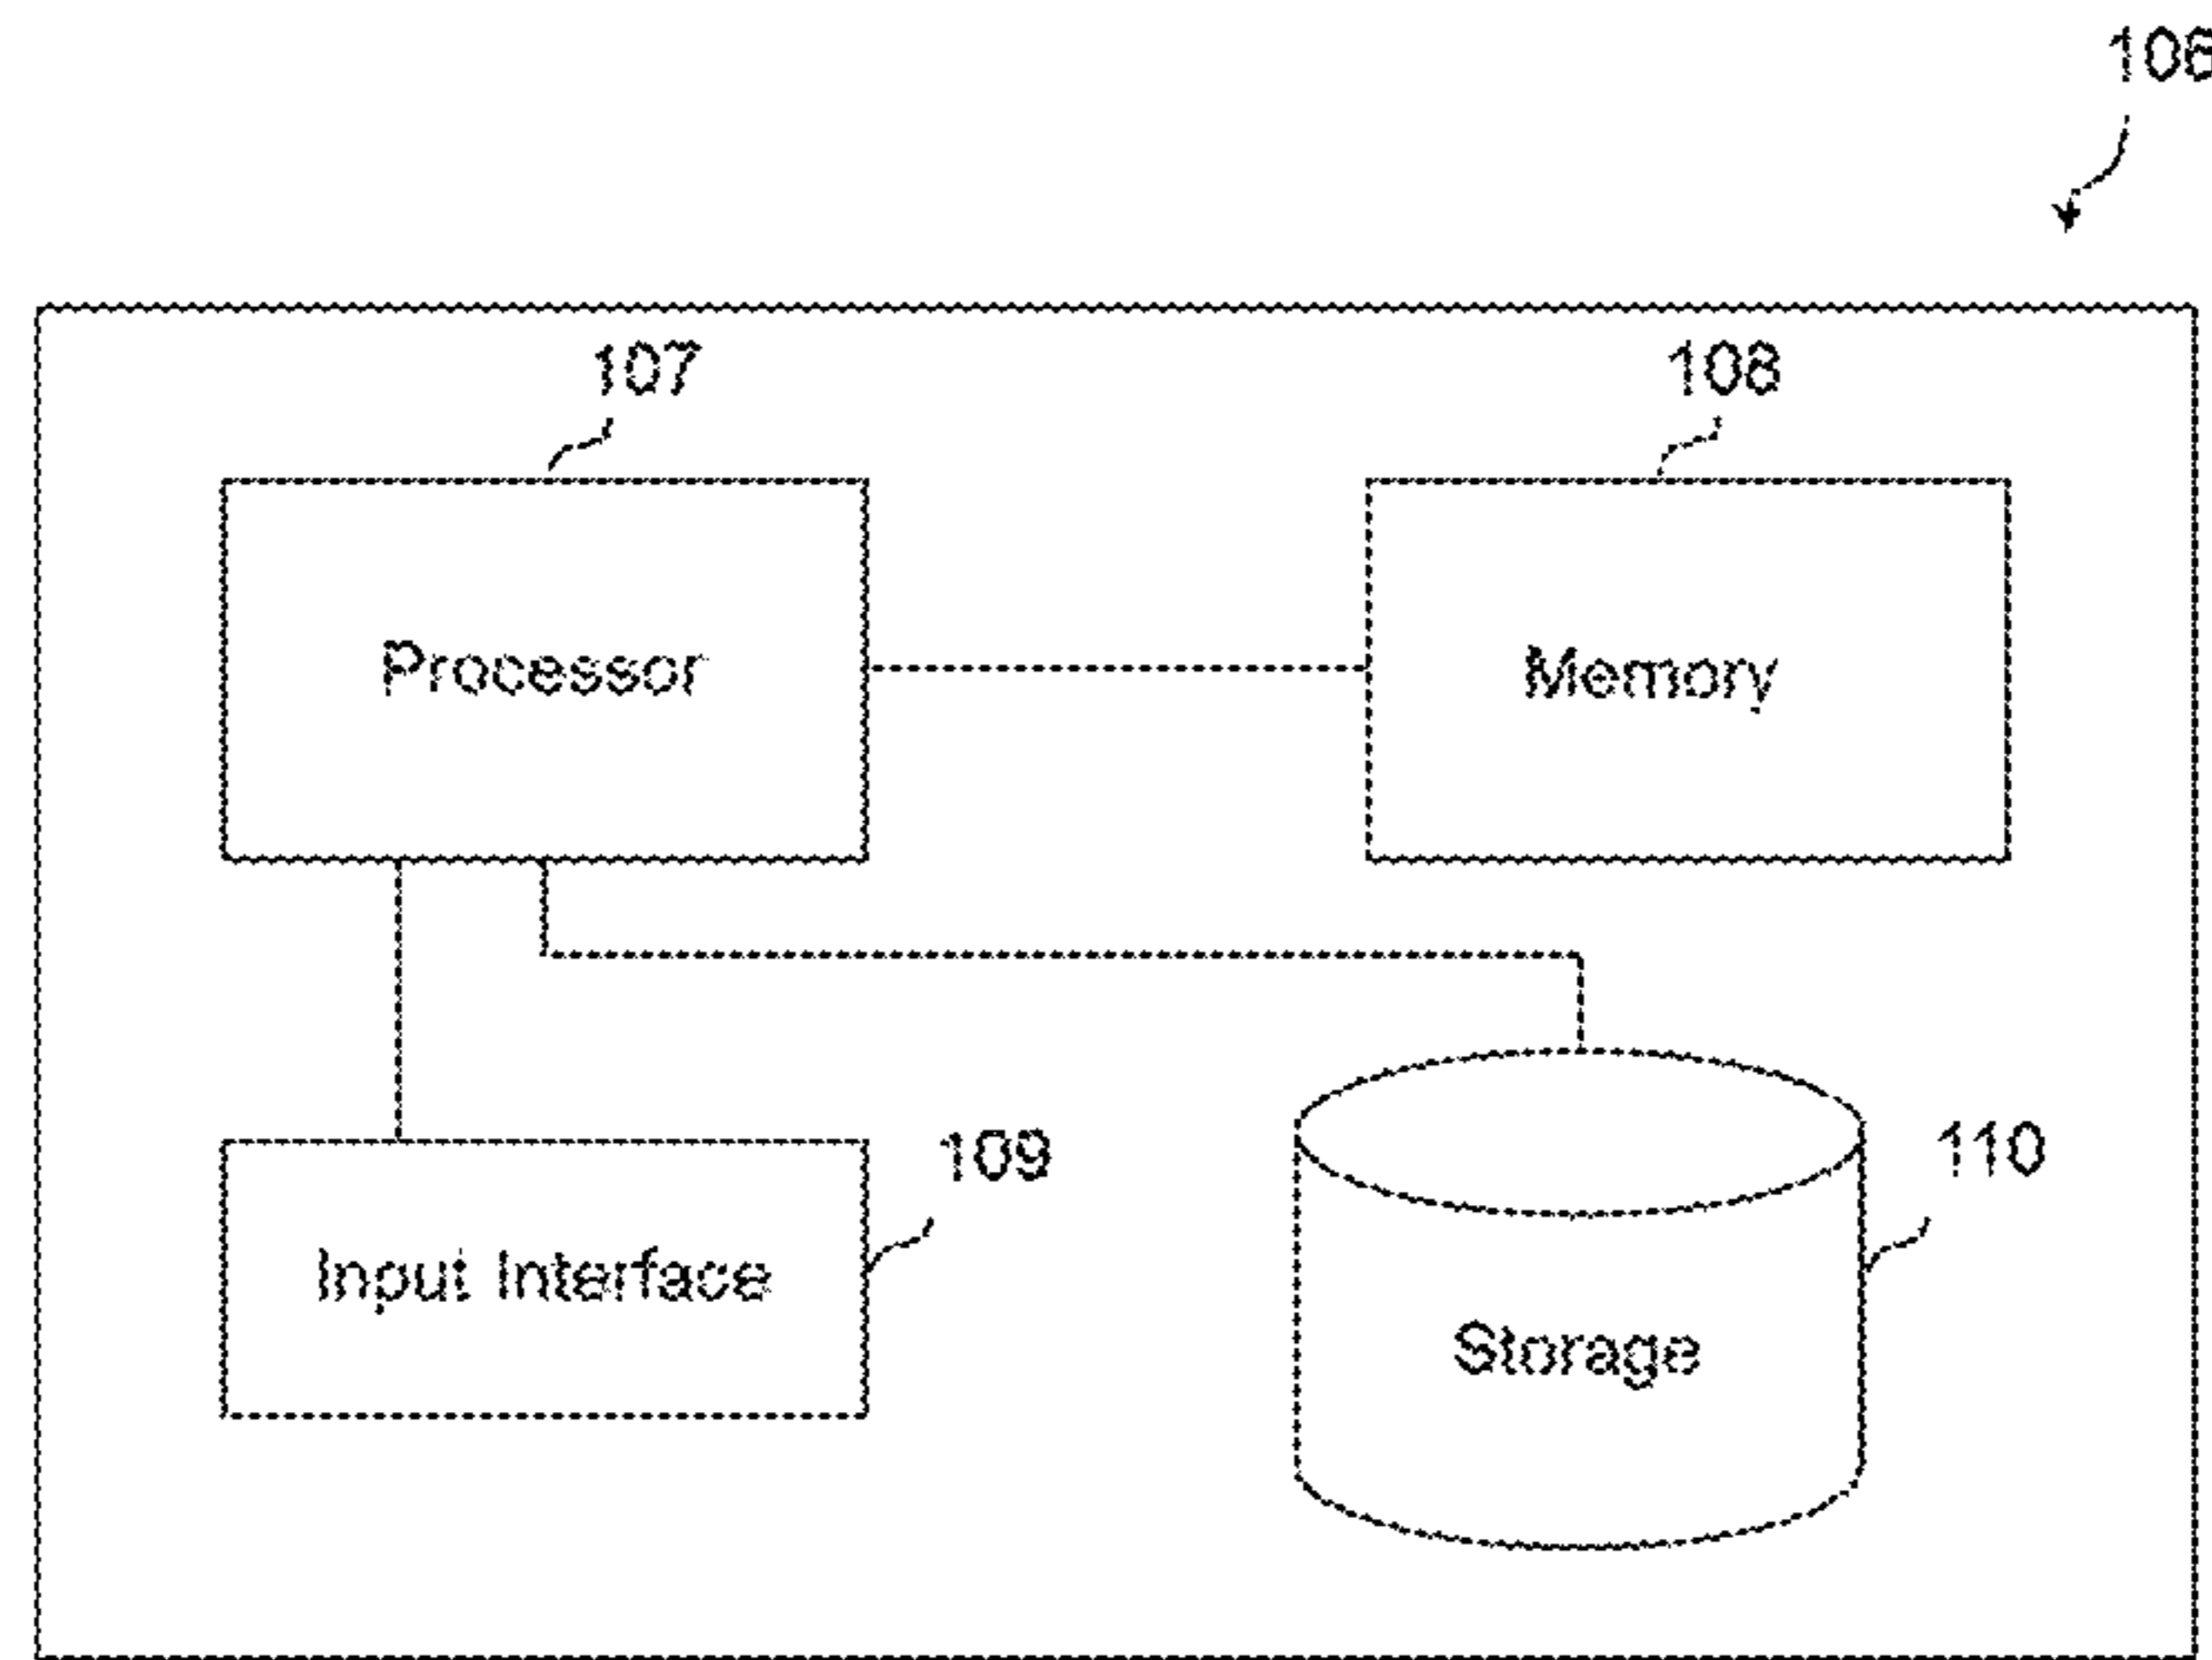 106
107
108
Processor
Memory
109
110
Input Interface
Storage